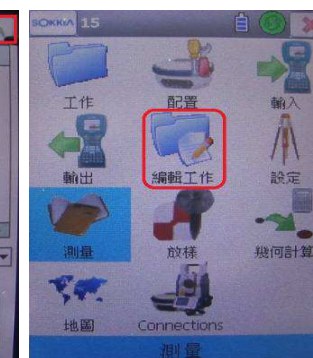 SOKKIA 15
工作 配置 輸入
輸出 編輯工作 設定
測量 放樣 幾何計算
地圖 Connections
測量